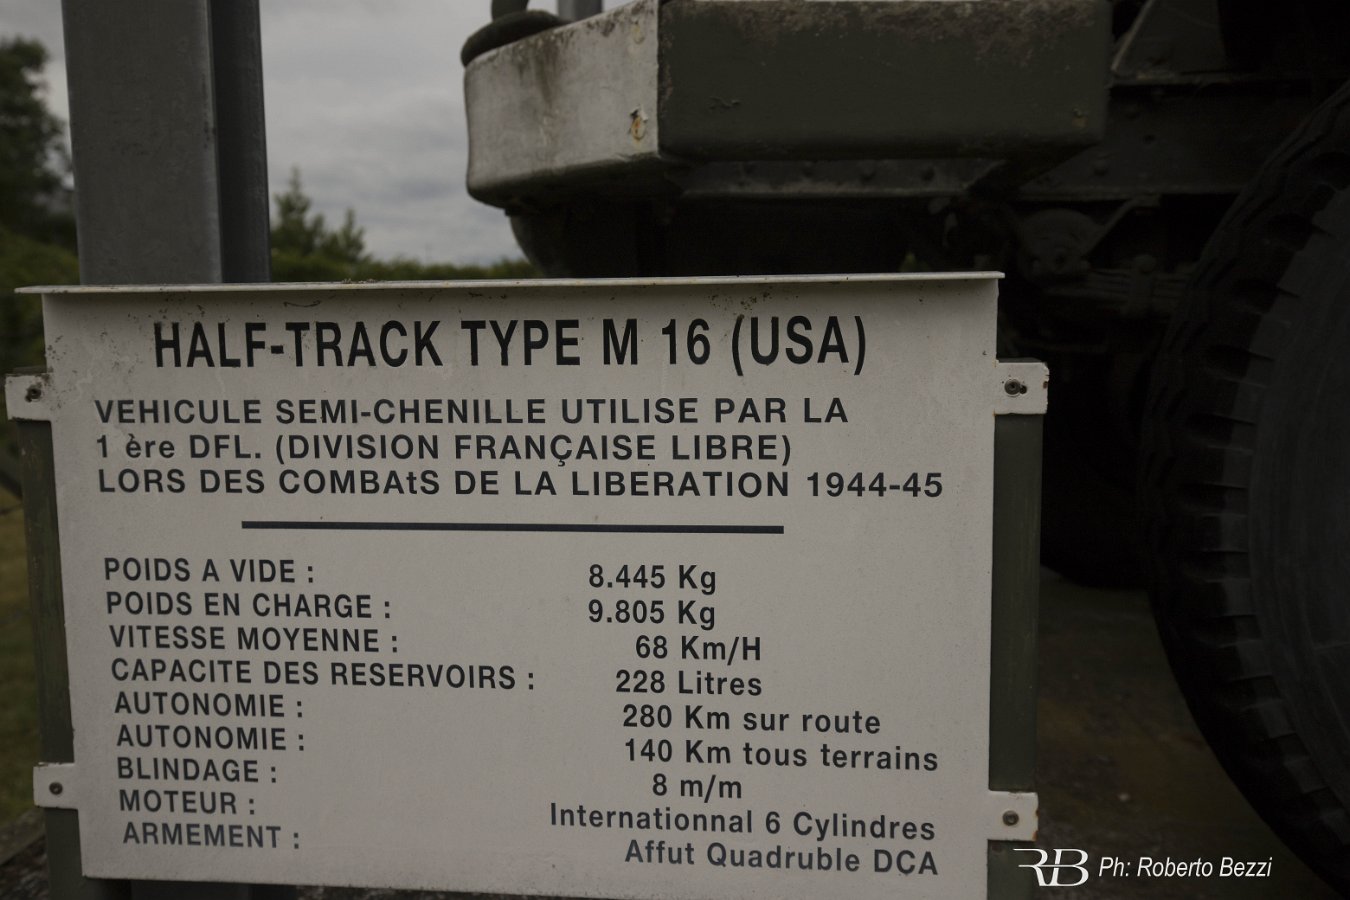 HALF-TRACK TYPE M 16 (USA)
VEHICULE SEMI-CHENILLE UTILISE PAR LA
1 ère DFL. (DIVISION FRANÇAISE LIBRE)
LORS DES COMBAtS DE LA LIBERATION 1944-45
POIDS A VIDE : 8.445 Kg
POIDS EN CHARGE : 9.805 Kg
VITESSE MOYENNE : 68 Km/H
CAPACITE DES RESERVOIRS : 228 Litres
AUTONOMIE : 280 Km sur route
AUTONOMIE : 140 Km tous terrains
BLINDAGE : 8 m/m
MOTEUR : Internationnal 6 Cylindres
ARMEMENT : Affut Quadruble DCA
RB Ph: Roberto Bezzi